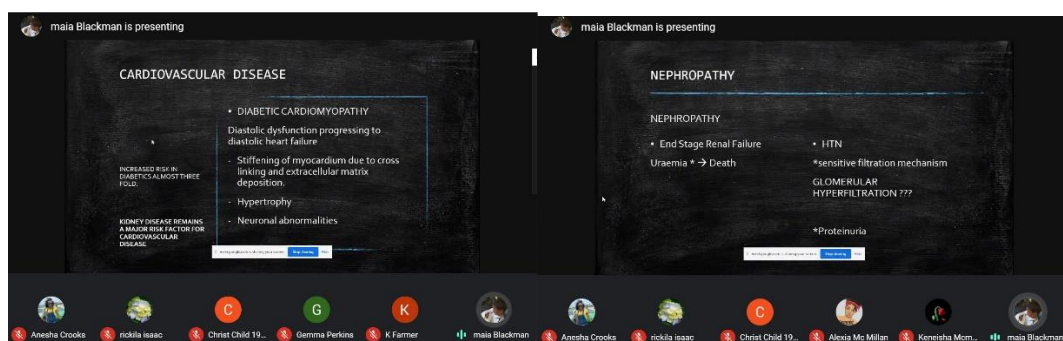 maia Blackman is presenting
CARDIOVASCULAR DISEASE
INCREASED RISK IN
DIABETICS ALMOST THREE
FOLD.
KIDNEY DISEASE REMAINS
A MAJOR RISK FACTOR FOR
CARDIOVASCULAR
DISEASE
• DIABETIC CARDIOMYOPATHY
Diastolic dysfunction progressing to
diastolic heart failure
- Stiffening of myocardium due to cross
linking and extracellular matrix
deposition.
- Hypertrophy
- Neuronal abnormalities
Stop sharing
Hide
C
G
K
Anesha Crooks
rickila isaac
Christ Child 19...
Gemma Perkins
K Farmer
maia Blackman
maia Blackman is presenting
NEPHROPATHY
NEPHROPATHY
• End Stage Renal Failure
Uraemia * → Death
• HTN
*sensitive filtration mechanism
GLOMERULAR
HYPERFILTRATION ???
*Proteinuria
Stop sharing
Hide
C
Anesha Crooks
rickila isaac
Christ Child 19...
Alexia Mc Millan
Keneisha Mcm...
maia Blackman